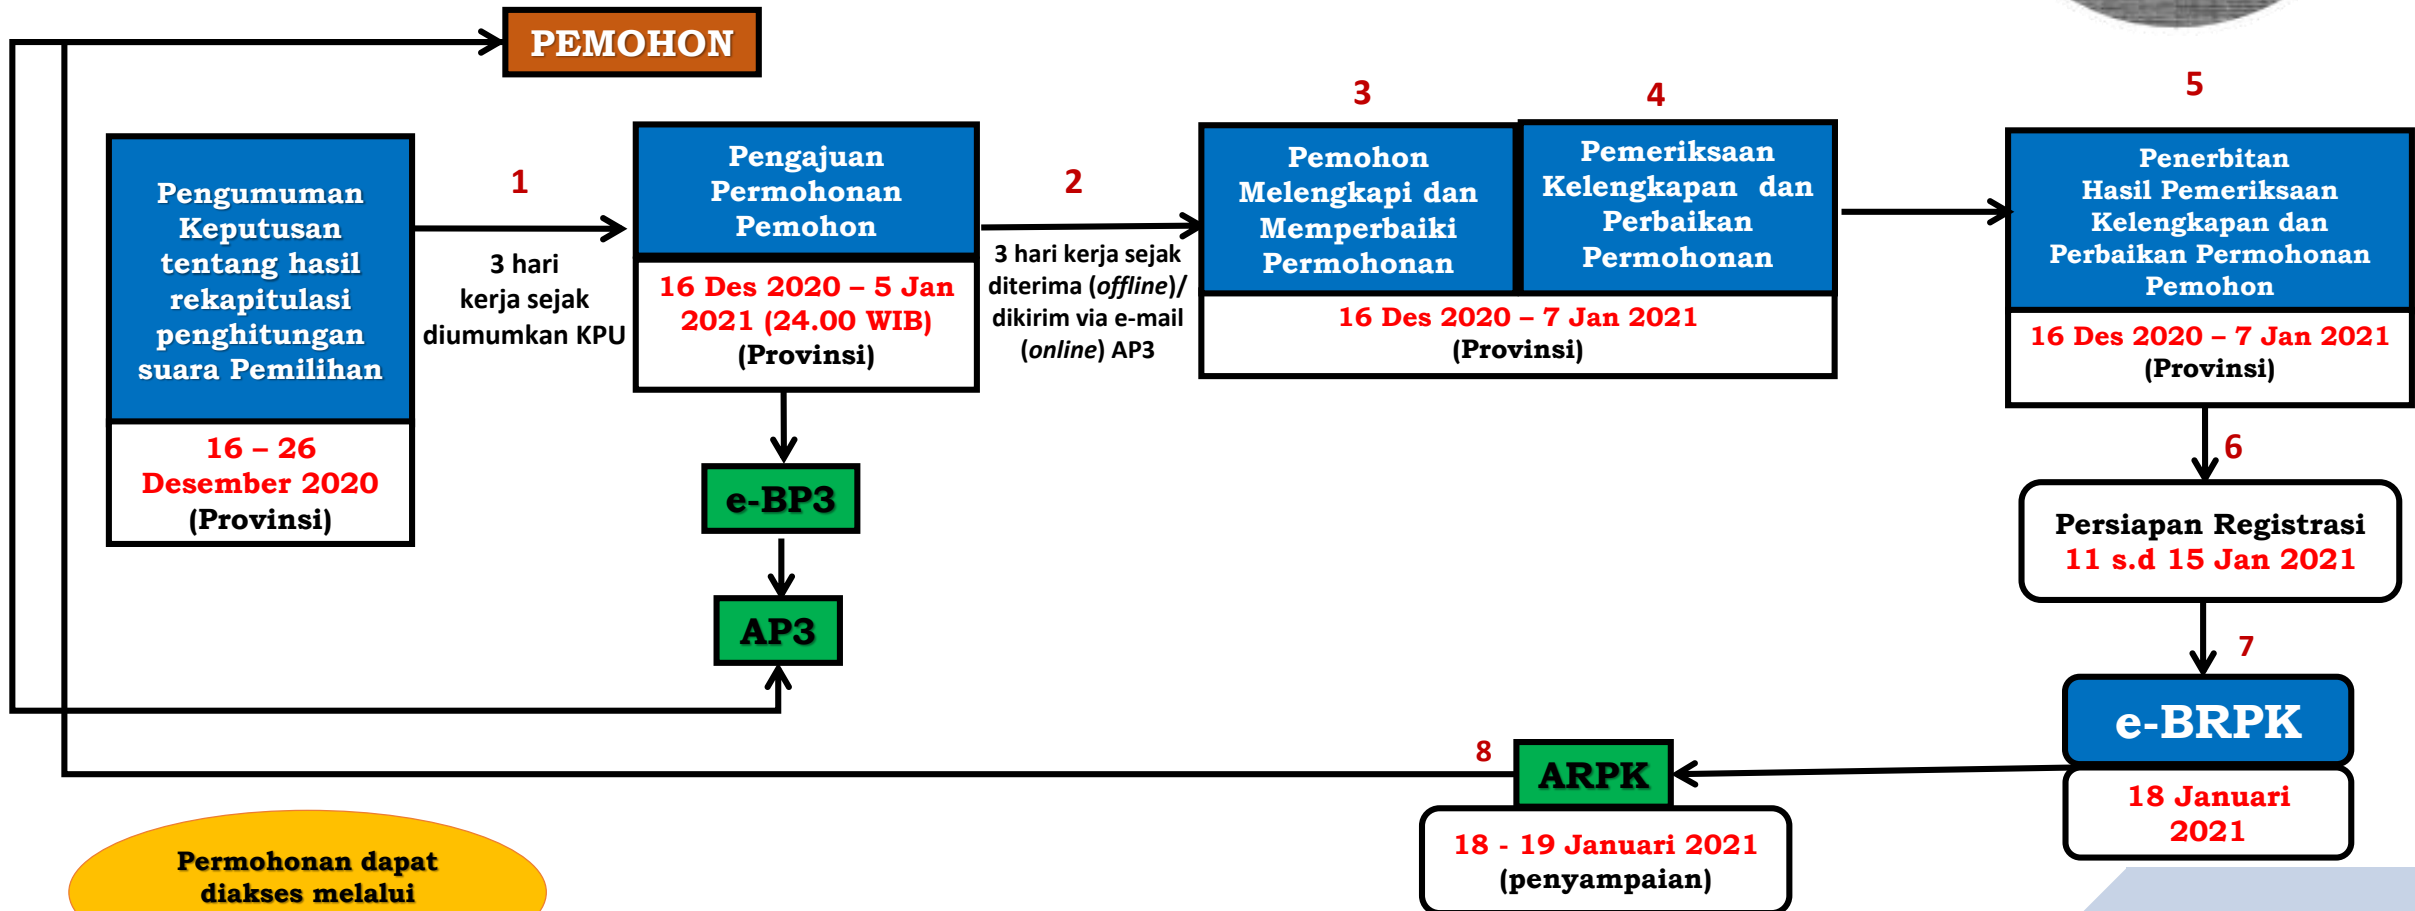 PEMOHON
Pengumuman
Keputusan
tentang hasil
rekapitulasi
penghitungan
suara Pemilihan
16 – 26
Desember 2020
(Provinsi)
1
3 hari
kerja sejak
diumumkan KPU
Pengajuan
Permohonan
Pemohon
16 Des 2020 – 5 Jan
2021 (24.00 WIB)
(Provinsi)
e-BP3
AP3
2
3 hari kerja sejak
diterima (offline)/
dikirim via e-mail
(online) AP3
3
Pemohon
Melengkapi dan
Memperbaiki
Permohonan
4
Pemeriksaan
Kelengkapan dan
Perbaikan
Permohonan
16 Des 2020 – 7 Jan 2021
(Provinsi)
5
Penerbitan
Hasil Pemeriksaan
Kelengkapan dan
Perbaikan Permohonan
Pemohon
16 Des 2020 – 7 Jan 2021
(Provinsi)
6
Persiapan Registrasi
11 s.d 15 Jan 2021
7
e-BRPK
18 Januari
2021
8
ARPK
18 - 19 Januari 2021
(penyampaian)
Permohonan dapat
diakses melalui